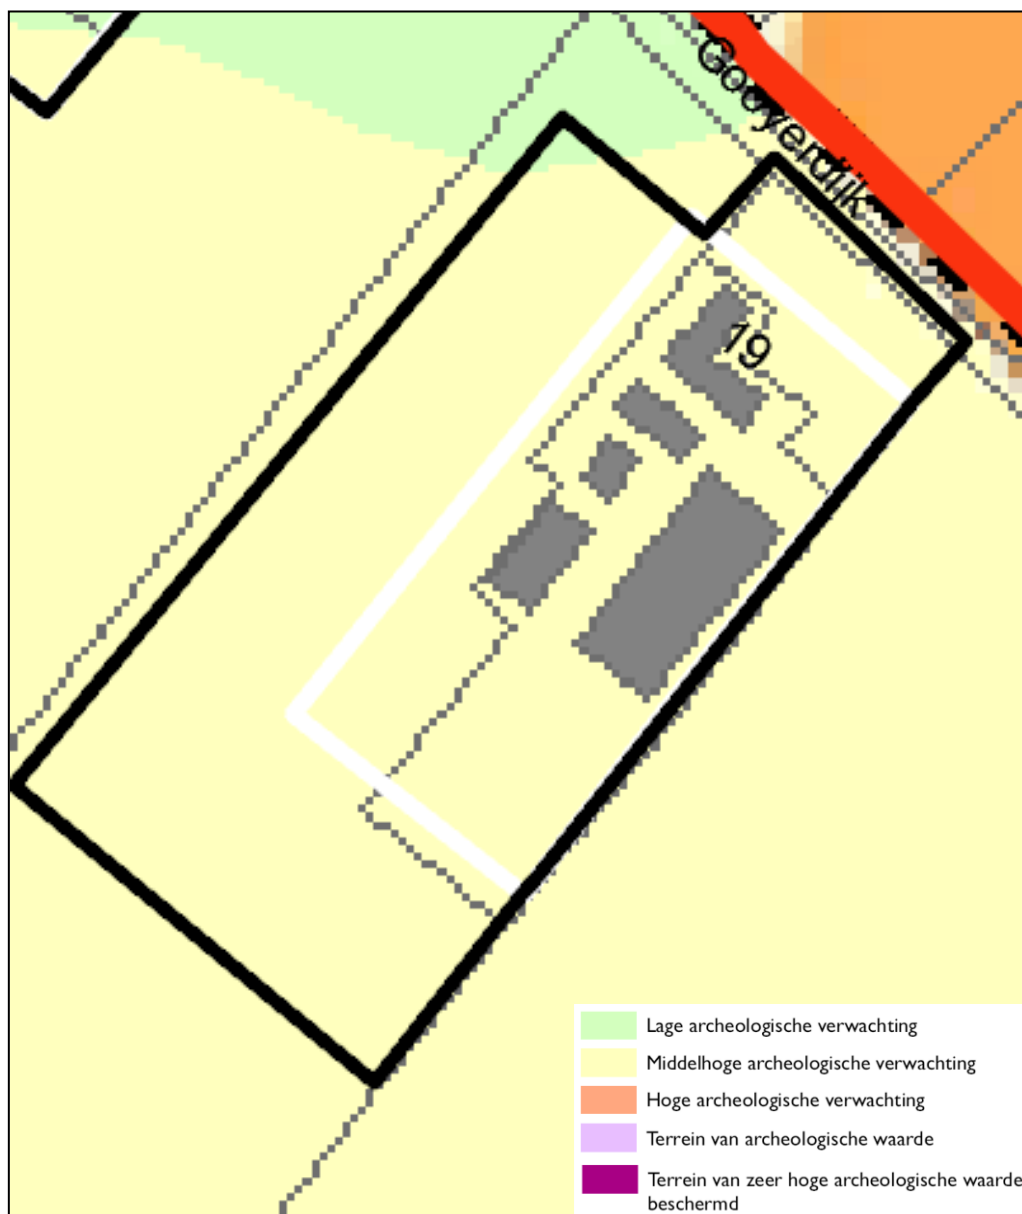 Gooyerdijk
19
Lage archeologische verwachting
Middelhoge archeologische verwachting
Hoge archeologische verwachting
Terrein van archeologische waarde
Terrein van zeer hoge archeologische waarde
beschermd